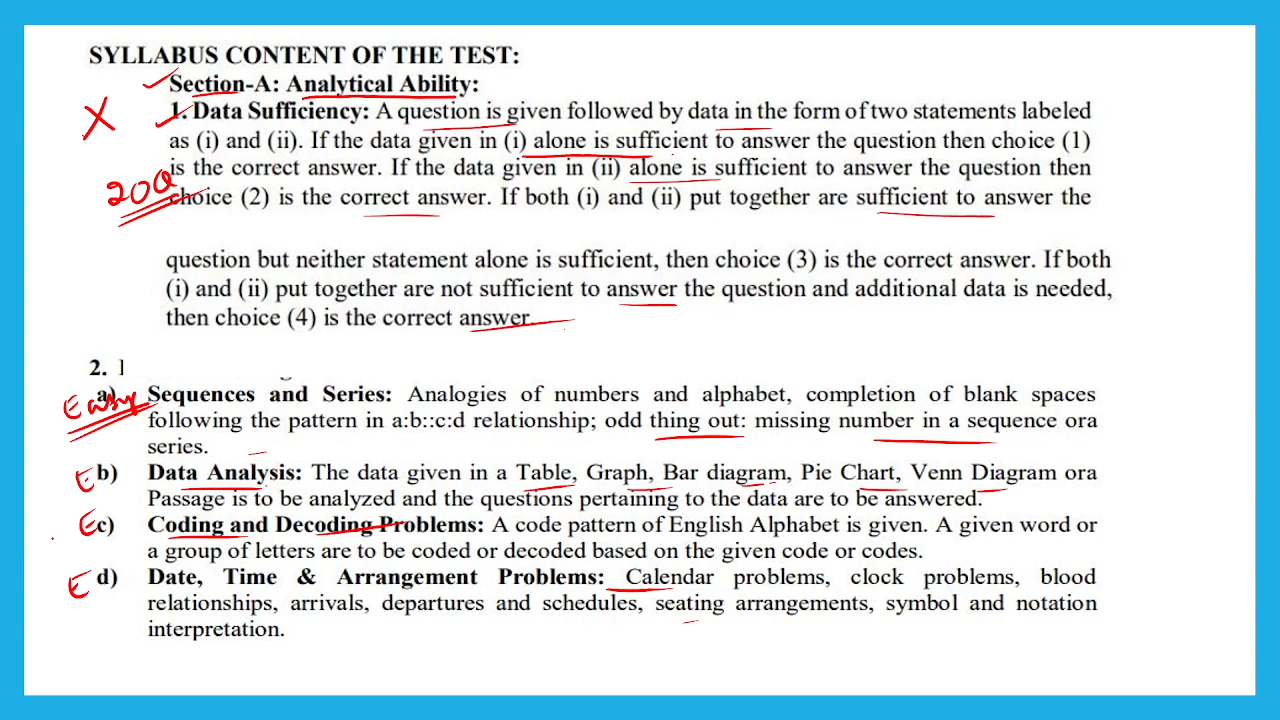 SYLLABUS CONTENT OF THE TEST:
Section-A: Analytical Ability:
X
1. Data Sufficiency: A question is given followed by data in the form of two statements labeled
as (i) and (ii). If the data given in (i) alone is sufficient to answer the question then choice (1)
is the correct answer. If the data given in (ii) alone is sufficient to answer the question then
20Q
choice (2) is the correct answer. If both (i) and (ii) put together are sufficient to answer the
question but neither statement alone is sufficient, then choice (3) is the correct answer. If both
(i) and (ii) put together are not sufficient to answer the question and additional data is needed,
then choice (4) is the correct answer.
2.
Easy
a) Sequences and Series: Analogies of numbers and alphabet, completion of blank spaces
following the pattern in a:b::c:d relationship; odd thing out: missing number in a sequence ora
series.
E b) Data Analysis: The data given in a Table, Graph, Bar diagram, Pie Chart, Venn Diagram ora
Passage is to be analyzed and the questions pertaining to the data are to be answered.
E c) Coding and Decoding Problems: A code pattern of English Alphabet is given. A given word or
a group of letters are to be coded or decoded based on the given code or codes.
E d) Date, Time & Arrangement Problems: Calendar problems, clock problems, blood
relationships, arrivals, departures and schedules, seating arrangements, symbol and notation
interpretation.